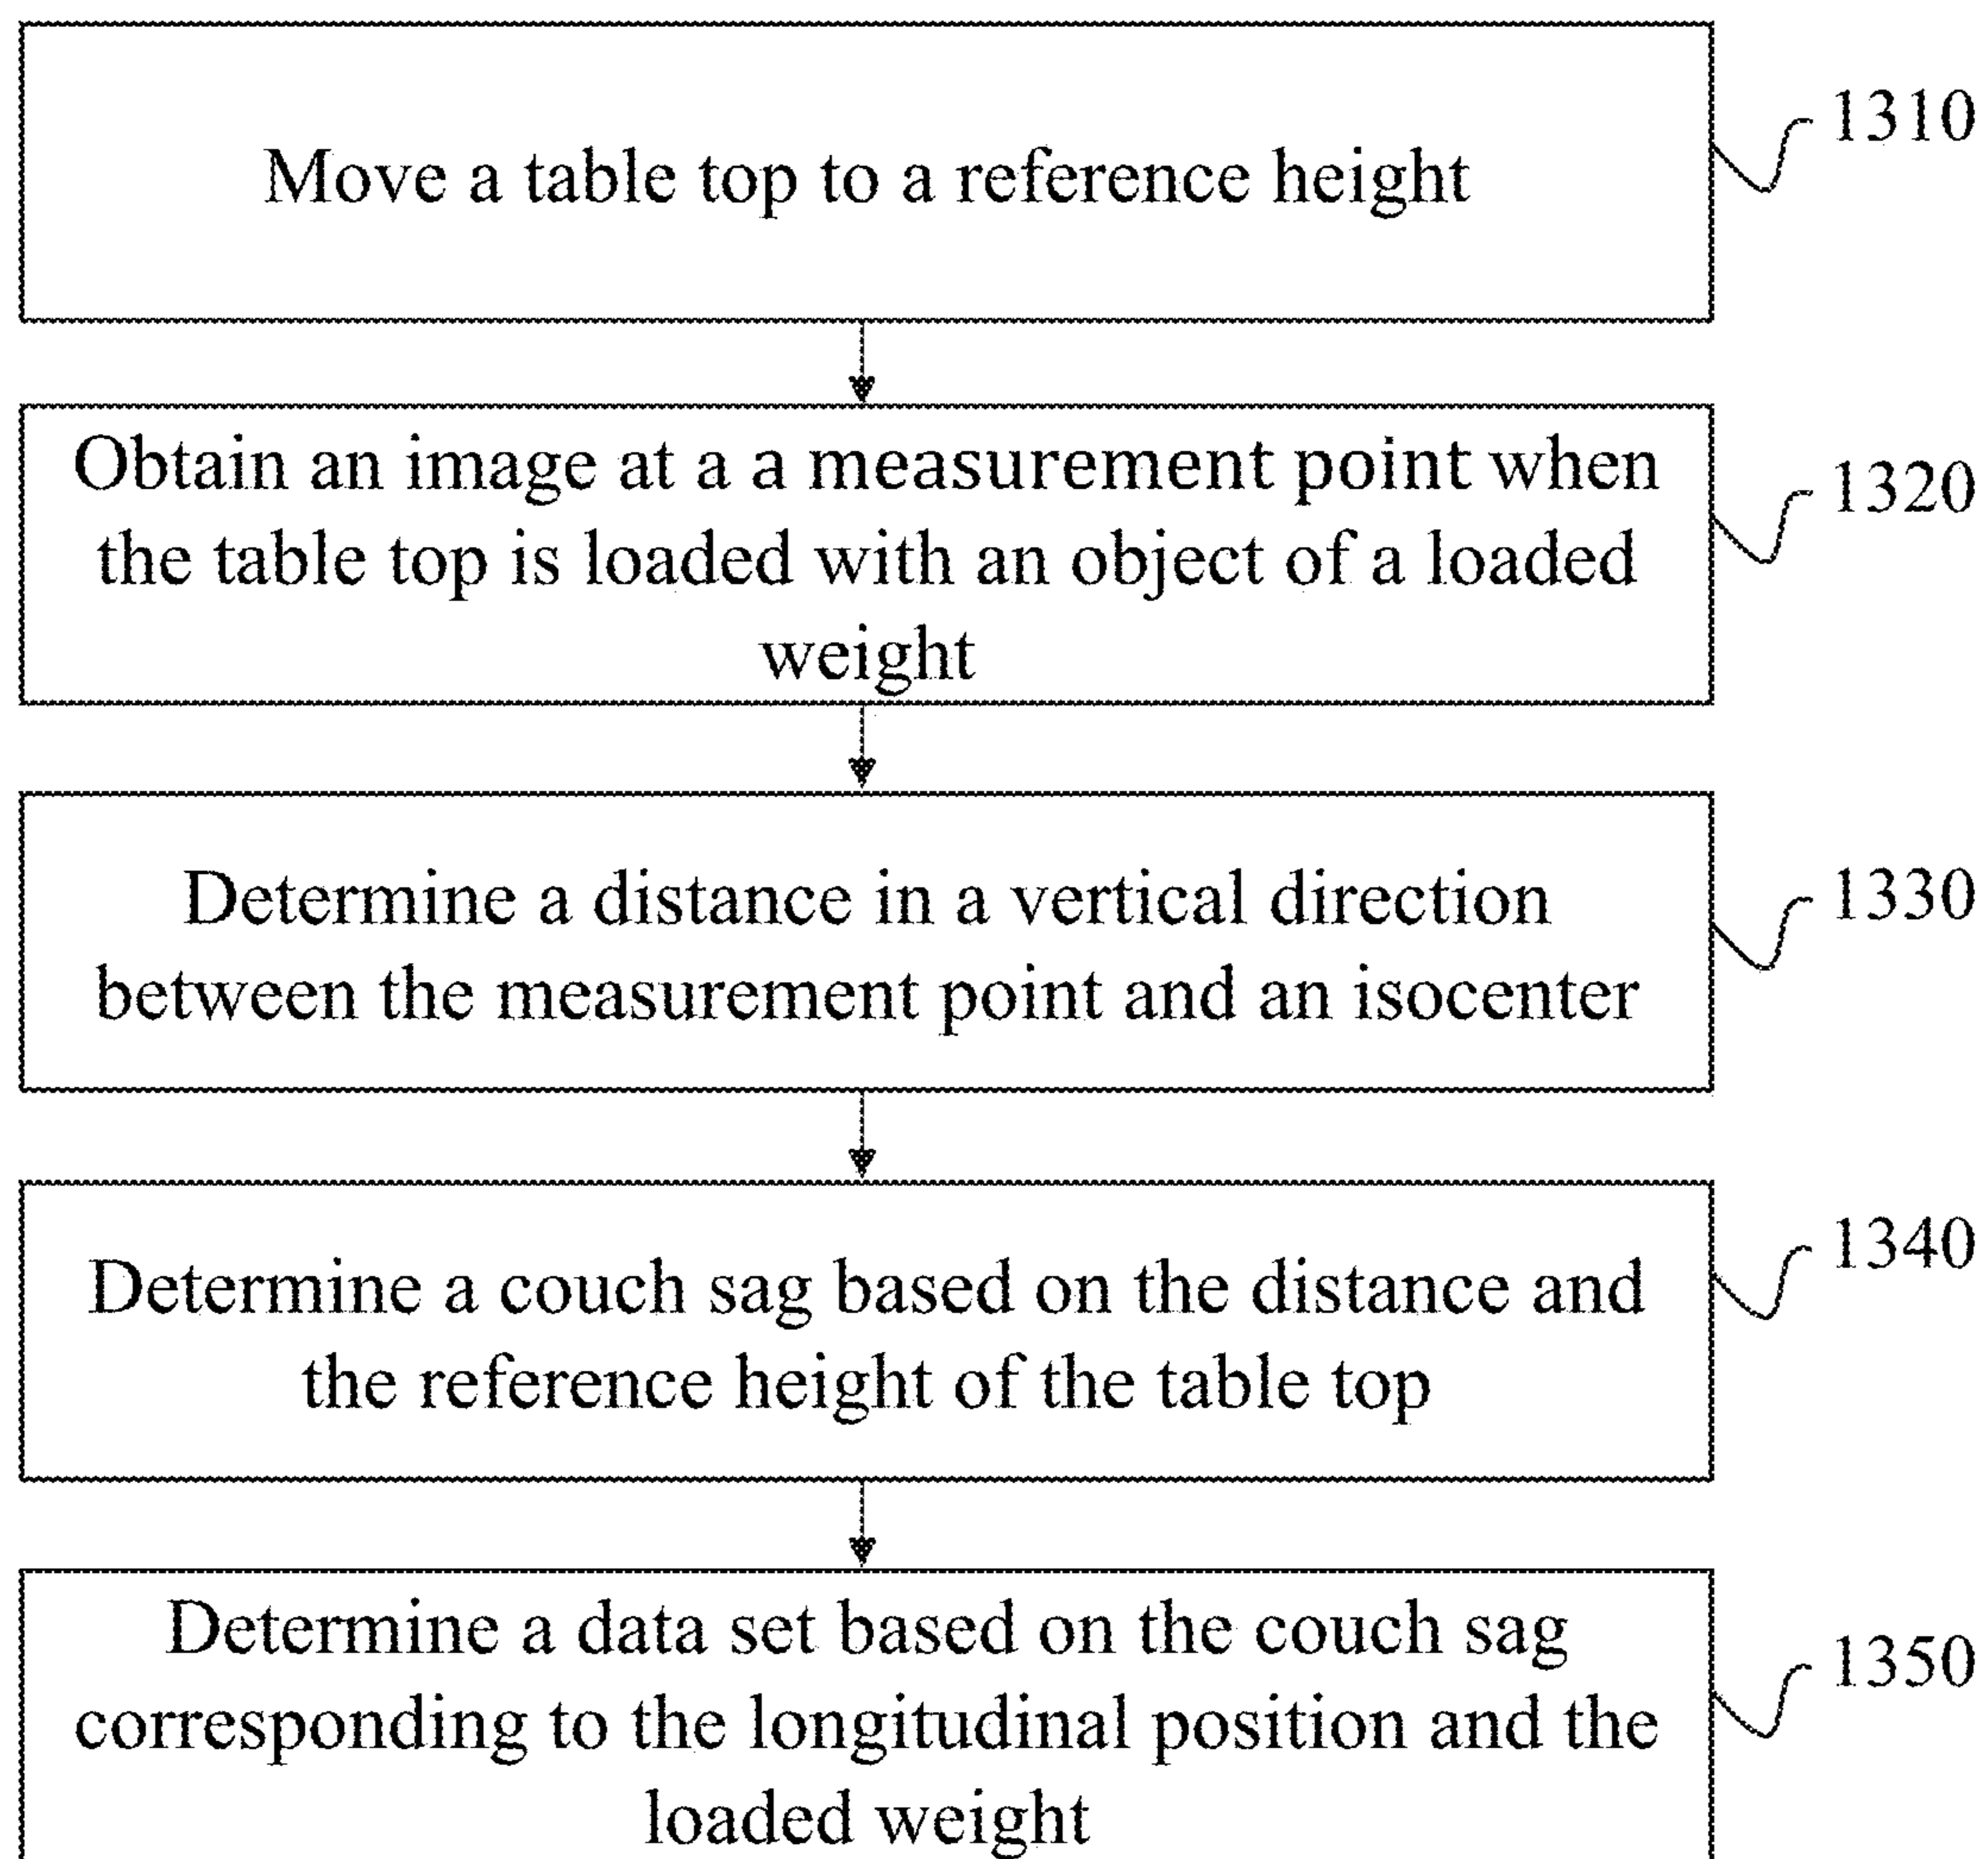 Move a table top to a reference height
1310
Obtain an image at a a measurement point when
the table top is loaded with an object of a loaded
weight
1320
Determine a distance in a vertical direction
between the measurement point and an isocenter
1330
Determine a couch sag based on the distance and
the reference height of the table top
1340
Determine a data set based on the couch sag
corresponding to the longitudinal position and the
loaded weight
1350